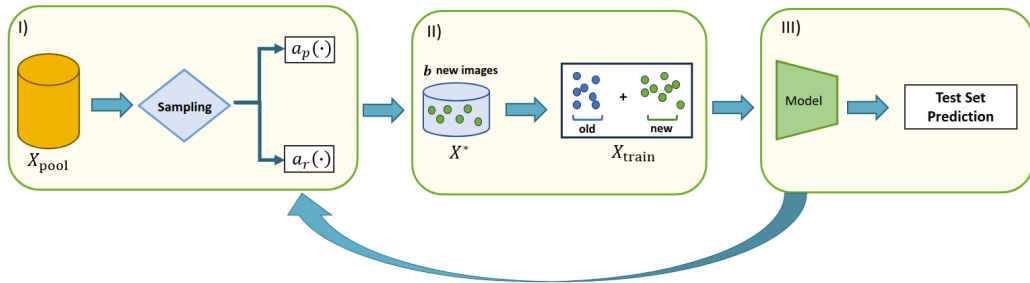 I)
X_pool
Sampling
a_p(·)
a_r(·)
II)
b new images
X*
+
old
new
X_train
III)
Model
Test Set
Prediction